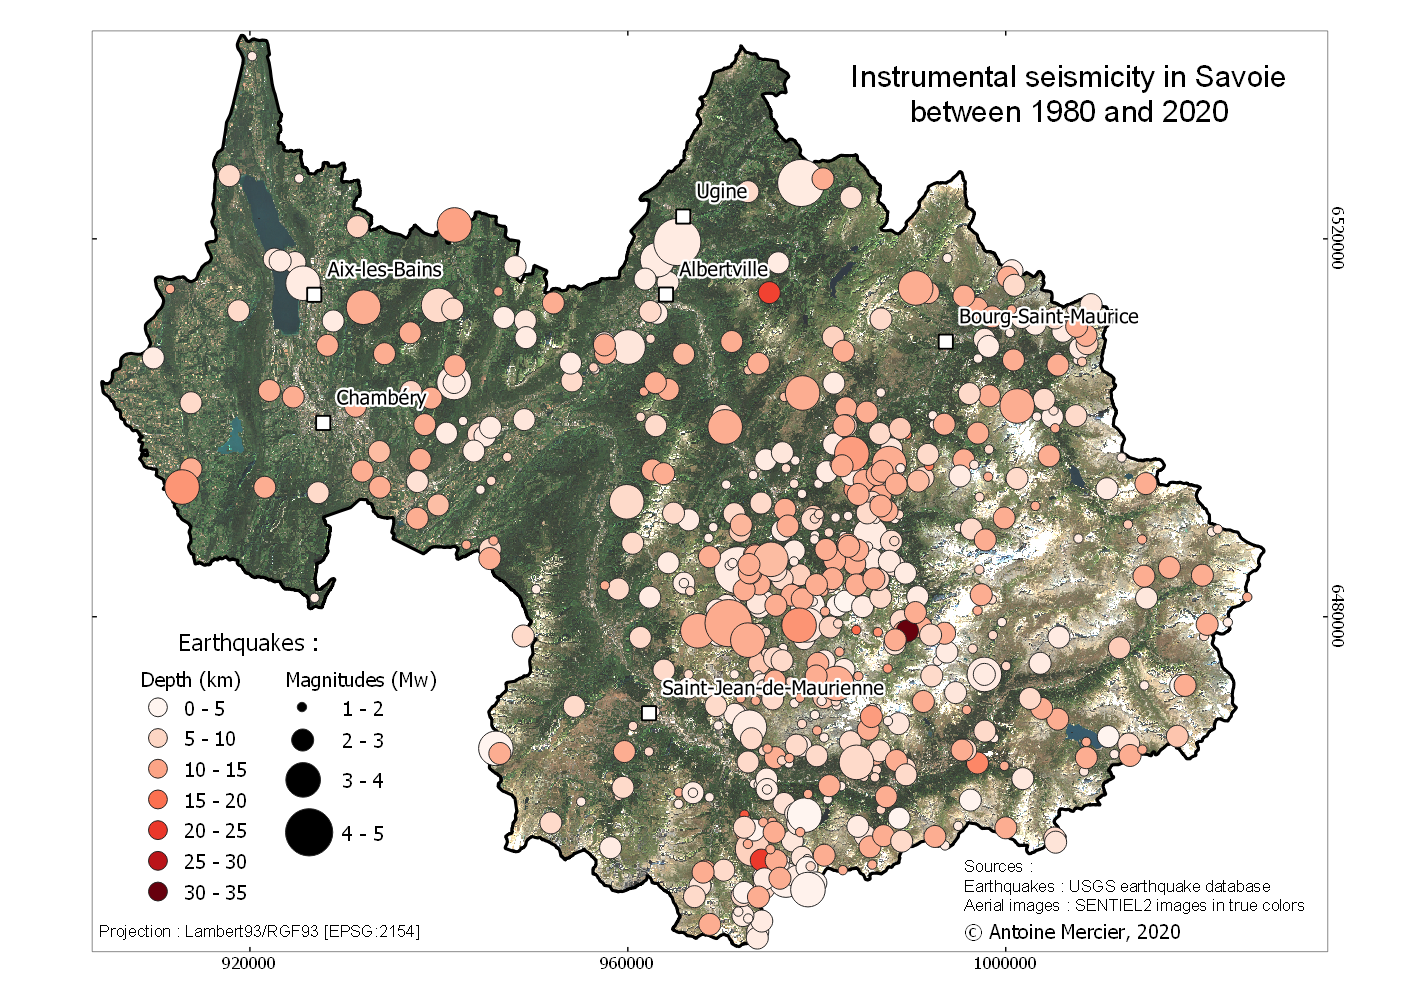 Instrumental seismicity in Savoie
between 1980 and 2020
Ugine
Aix-les-Bains
Albertville
Bourg-Saint-Maurice
Chambéry
Saint-Jean-de-Maurienne
6520000
6480000
Earthquakes :
Depth (km)
0 - 5
5 - 10
10 - 15
15 - 20
20 - 25
25 - 30
30 - 35
Magnitudes (Mw)
1 - 2
2 - 3
3 - 4
4 - 5
Projection : Lambert93/RGF93 [EPSG:2154]
Sources :
Earthquakes : USGS earthquake database
Aerial images : SENTIEL2 images in true colors
© Antoine Mercier, 2020
920000
960000
1000000